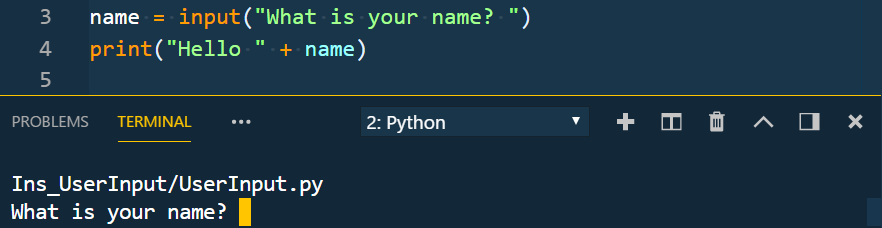 3 name = input("What is your name? ")
4 print("Hello " + name)
5
PROBLEMS TERMINAL ··· 2: Python
Ins_UserInput/UserInput.py
What is your name?